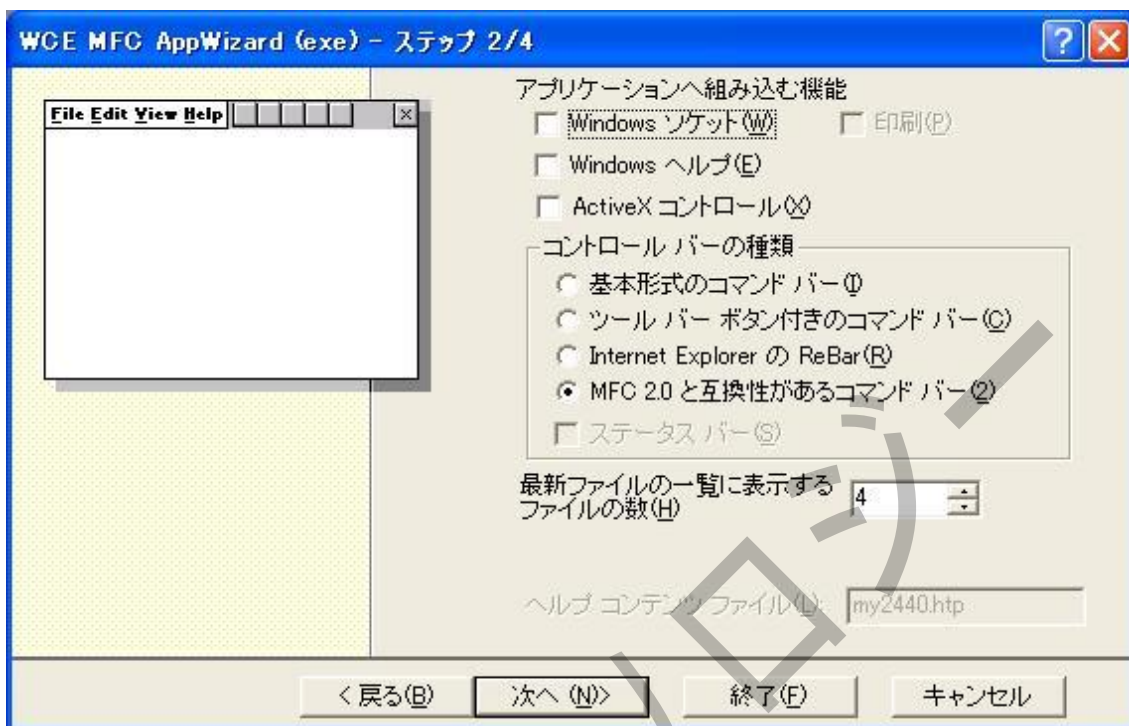 WCE MFC AppWizard (exe) - ステップ 2/4
File Edit View Help
アプリケーションへ組み込む機能
Windows ソケット(W) 印刷(P)
Windows ヘルプ(E)
ActiveX コントロール(X)
コントロール バーの種類
基本形式のコマンド バー(I)
ツール バー ボタン付きのコマンド バー(C)
Internet Explorer の ReBar(R)
MFC 2.0 と互換性があるコマンド バー(2)
ステータス バー(S)
最新ファイルの一覧に表示する
ファイルの数(H) 4
ヘルプ コンテンツ ファイル(L): my2440.htp
< 戻る(B) 次へ (N)> 終了(F) キャンセル
ロジー